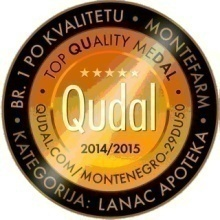 BR. 1 PO KVALITETU • MONTEFARM •
KATEGORIJA: LANAC APOTEKA
• TOP QUALITY MEDAL •
QUDAL.COM/MONTENEGRO-29DU50
Qudal
2014/2015